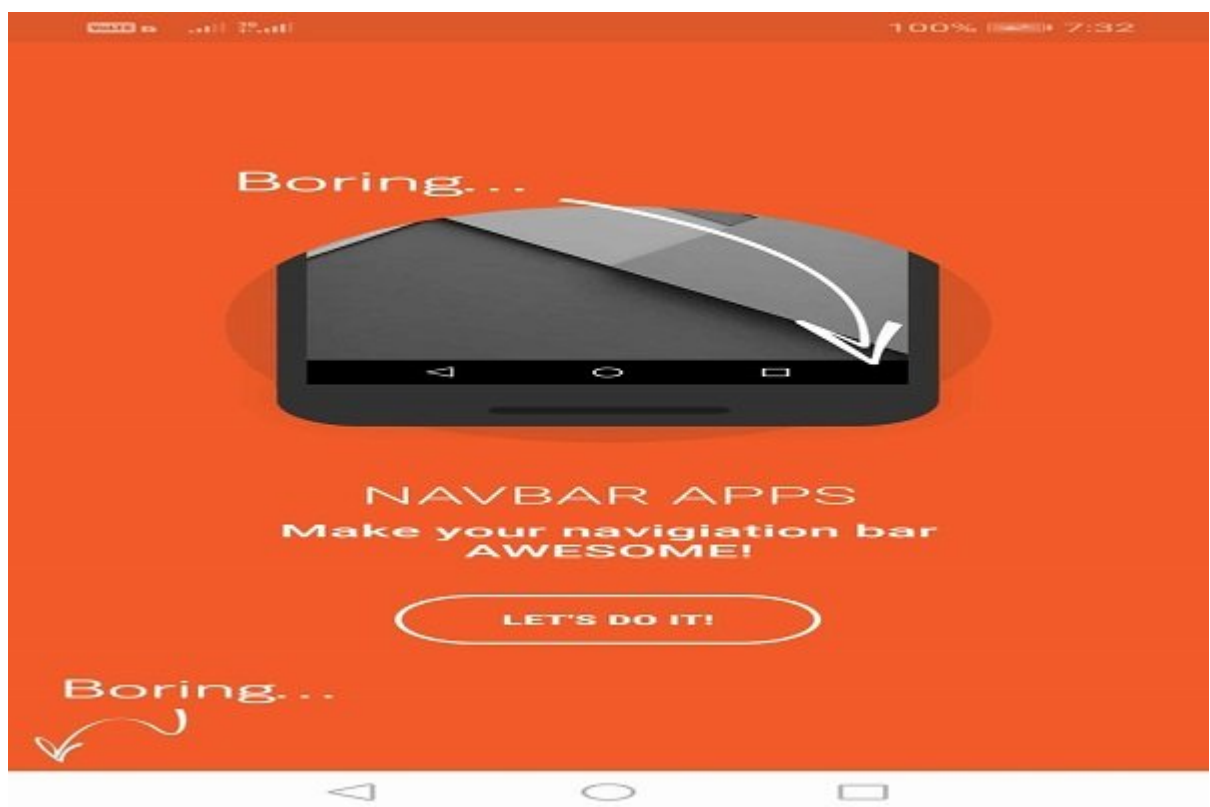 100% 7:32
Boring...
NAVBAR APPS
Make your navigiation bar
AWESOME!
LET'S DO IT!
Boring...